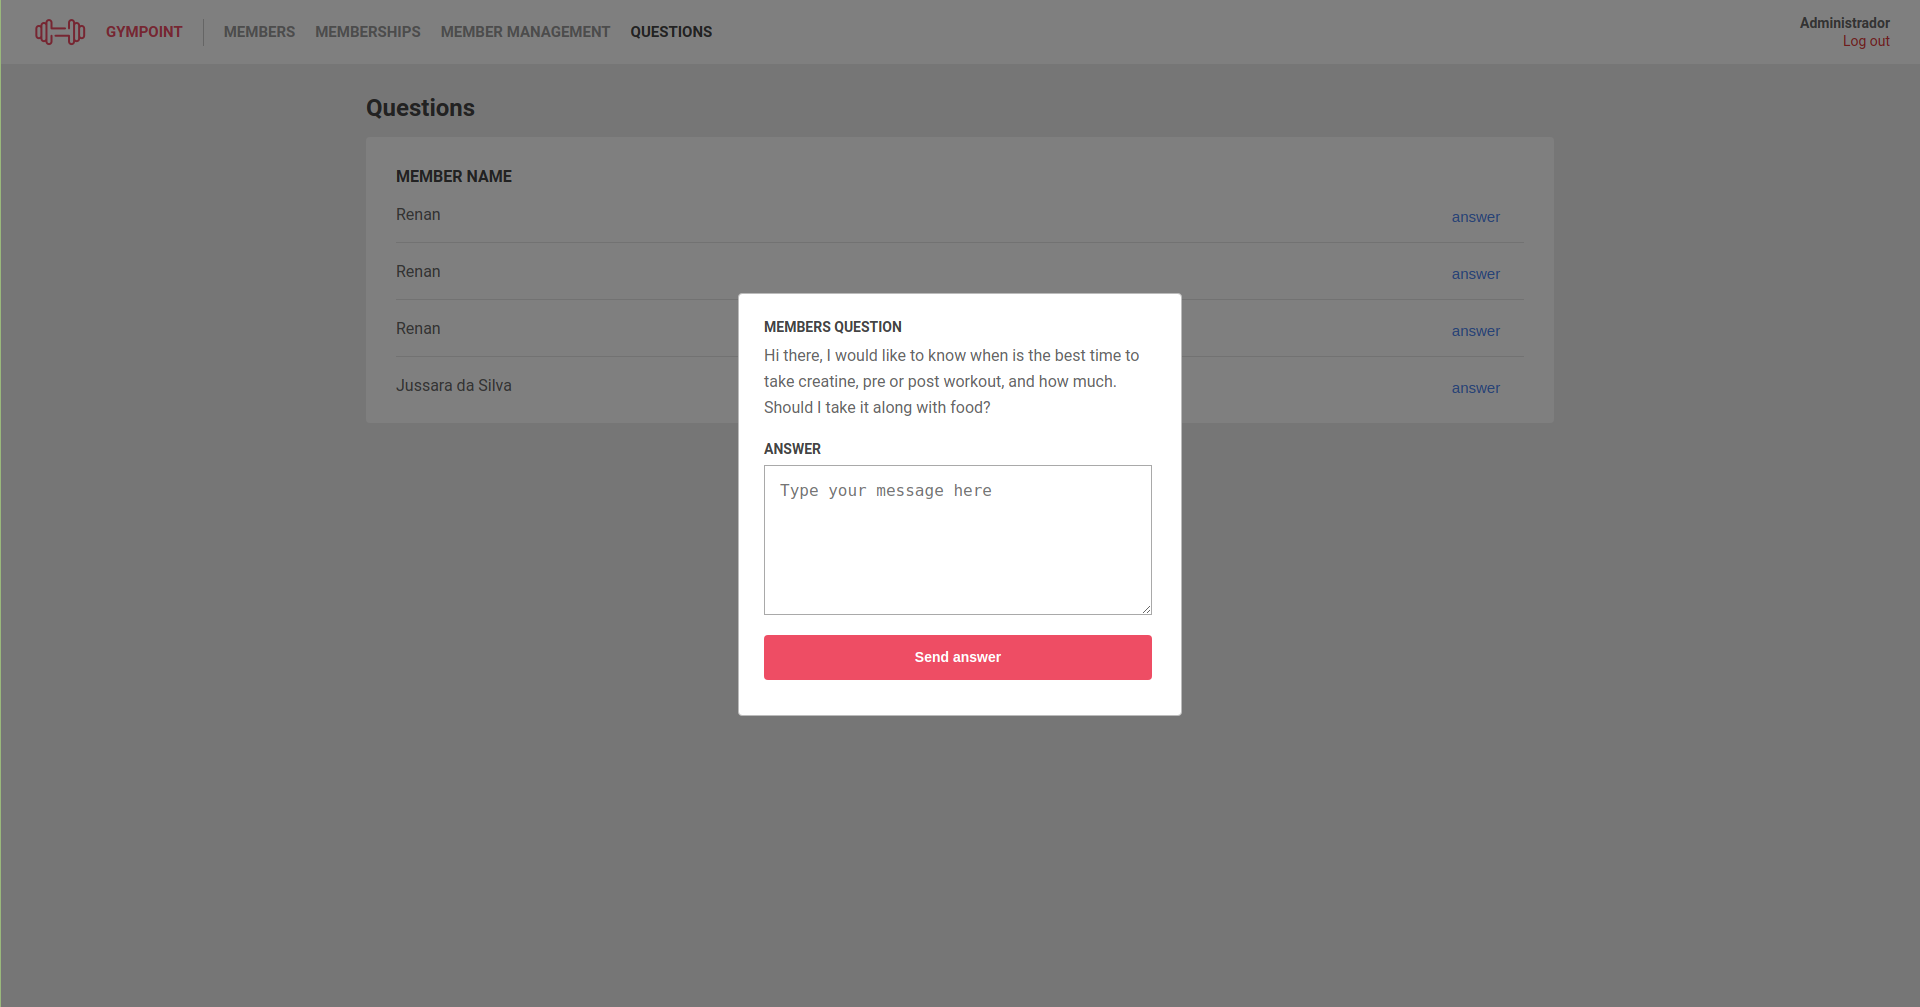 GYMPOINT MEMBERS MEMBERSHIPS MEMBER MANAGEMENT QUESTIONS Administrador
Log out
Questions
MEMBER NAME
Renan answer
Renan answer
Renan answer
Jussara da Silva answer
MEMBERS QUESTION
Hi there, I would like to know when is the best time to
take creatine, pre or post workout, and how much.
Should I take it along with food?
ANSWER
Type your message here
Send answer